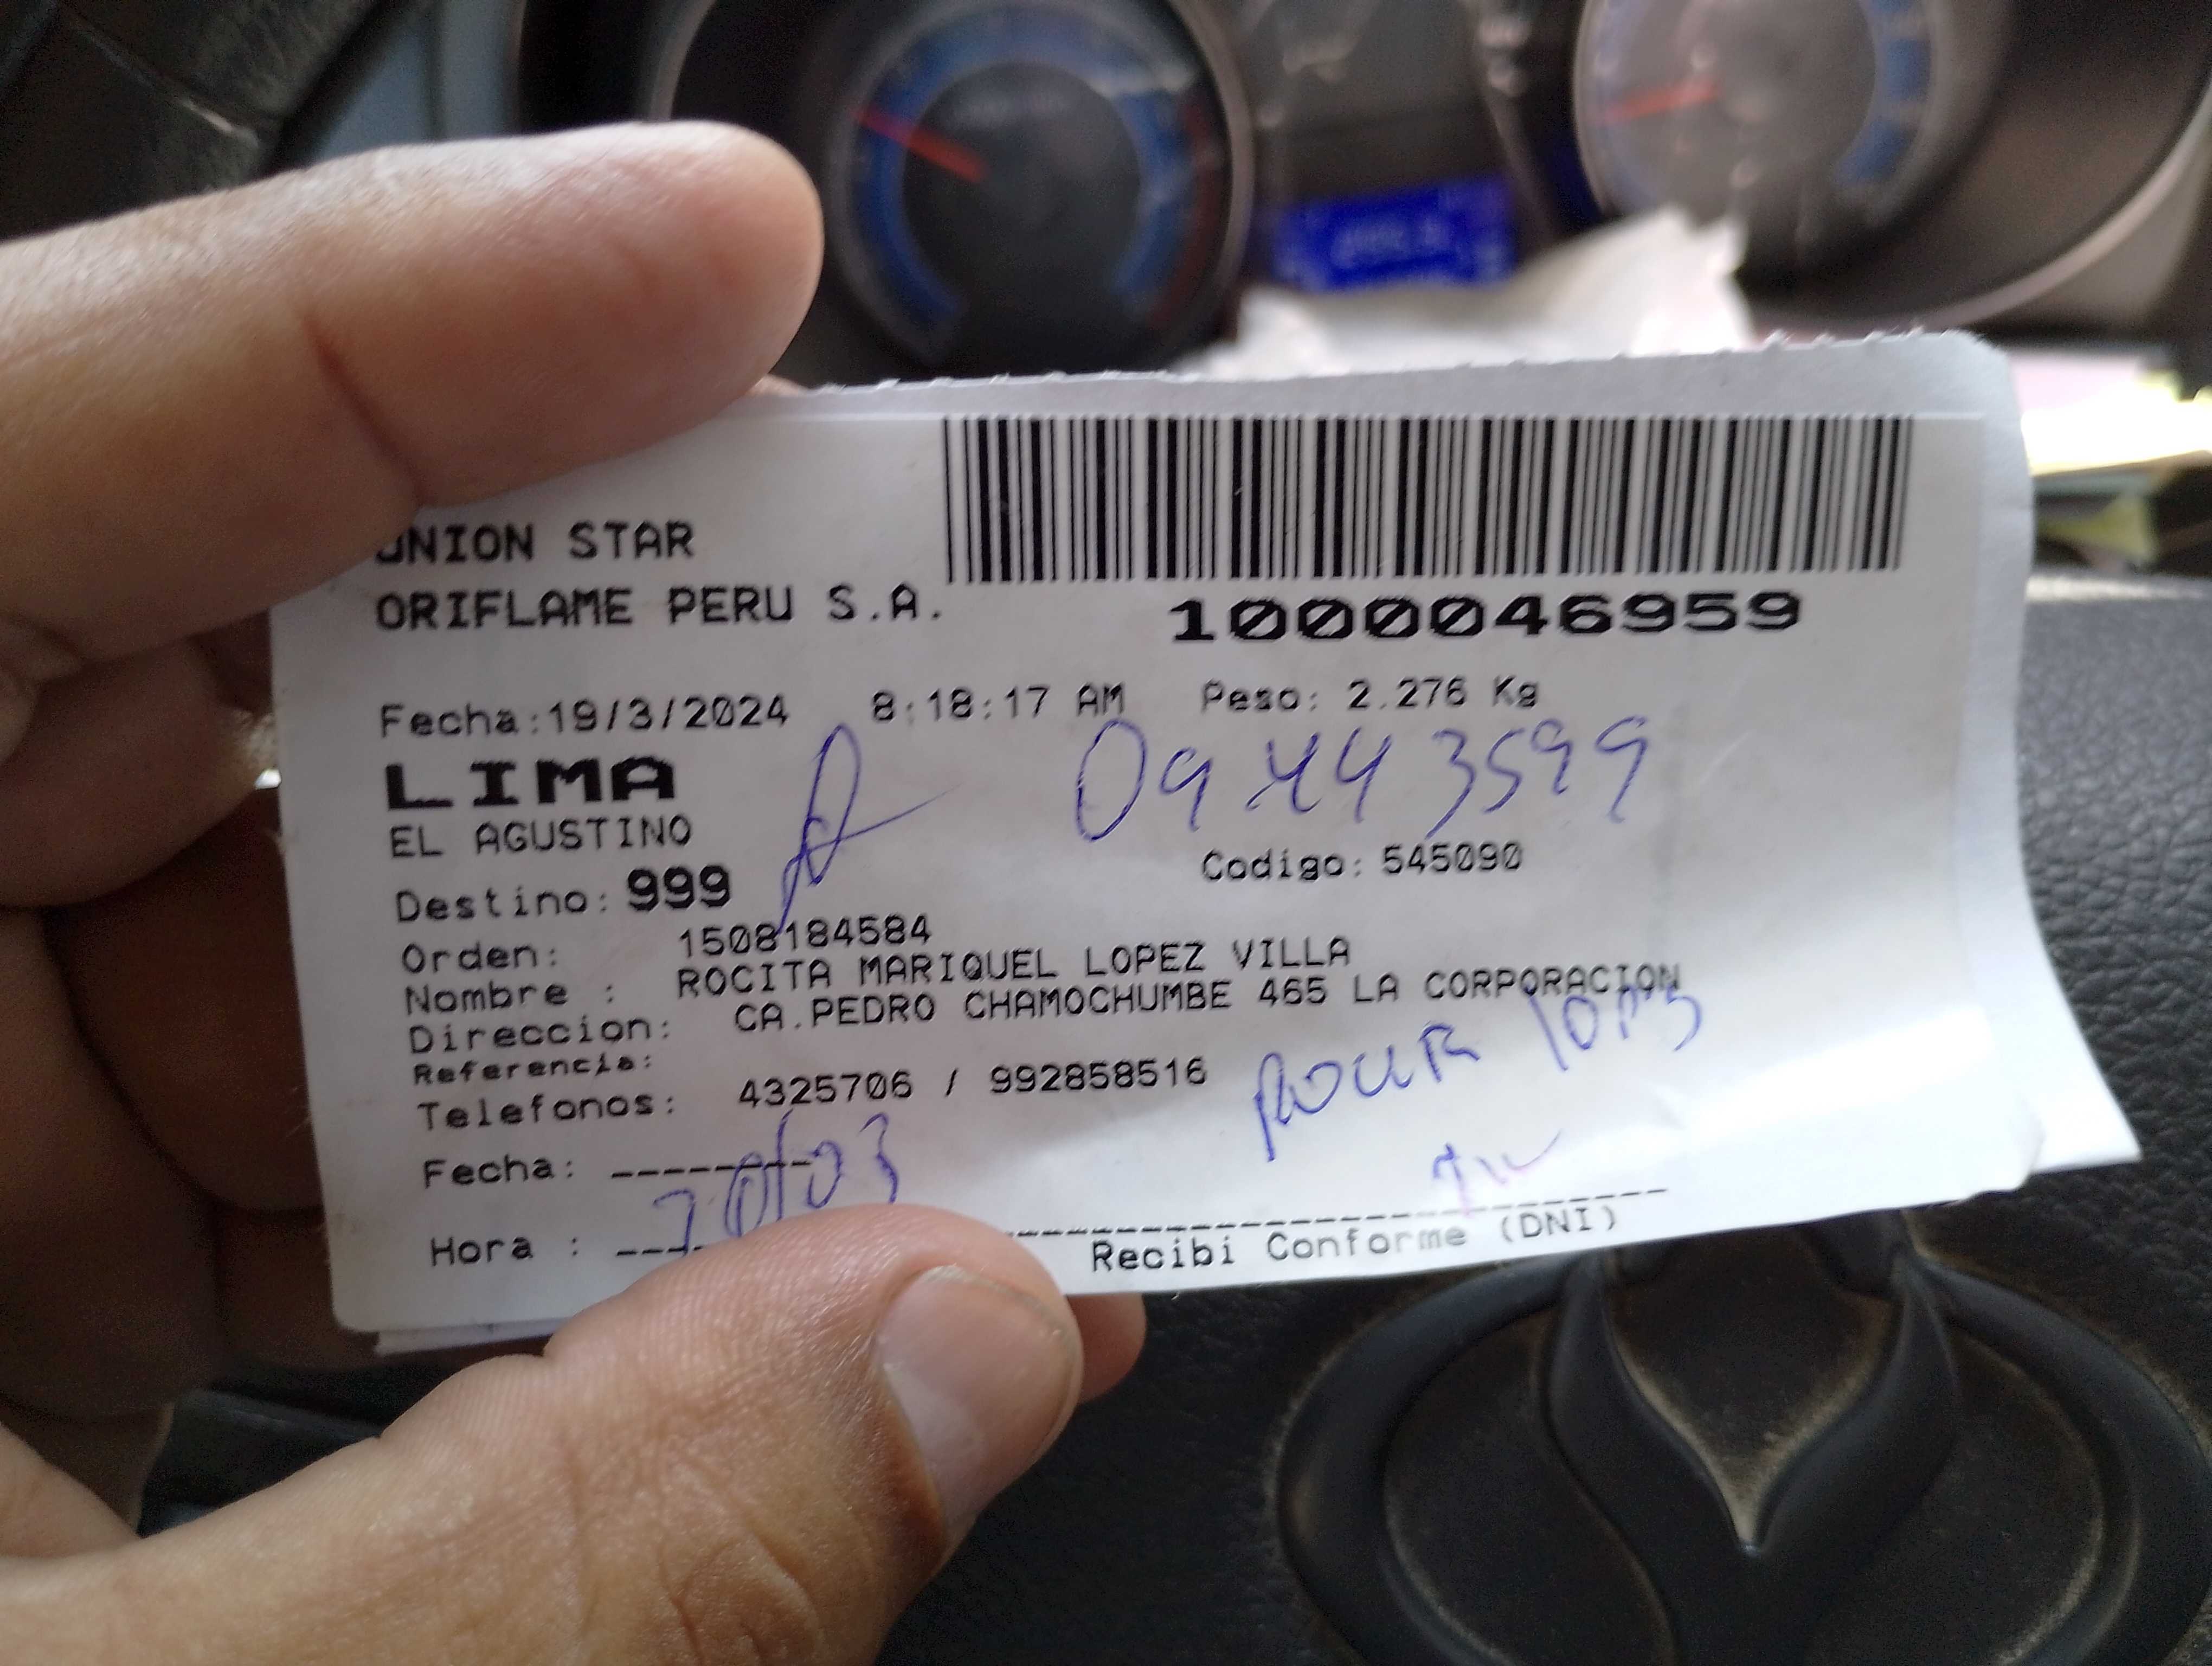 UNION STAR
ORIFLAME PERU S.A.
1000046959
Fecha:19/3/2024 8:18:17 AM Peso: 2.276 Kg
LIMA
09443599
EL AGUSTINO
Codigo: 545090
Destino: 999
Orden: 1508184584
Nombre : ROCITA MARIQUEL LOPEZ VILLA
Direccion: CA.PEDRO CHAMOCHUMBE 465 LA CORPORACION
Referencia:
Telefonos: 4325706 / 992858516
Fecha: --------
20/03
Hora :
Recibi Conforme (DNI)